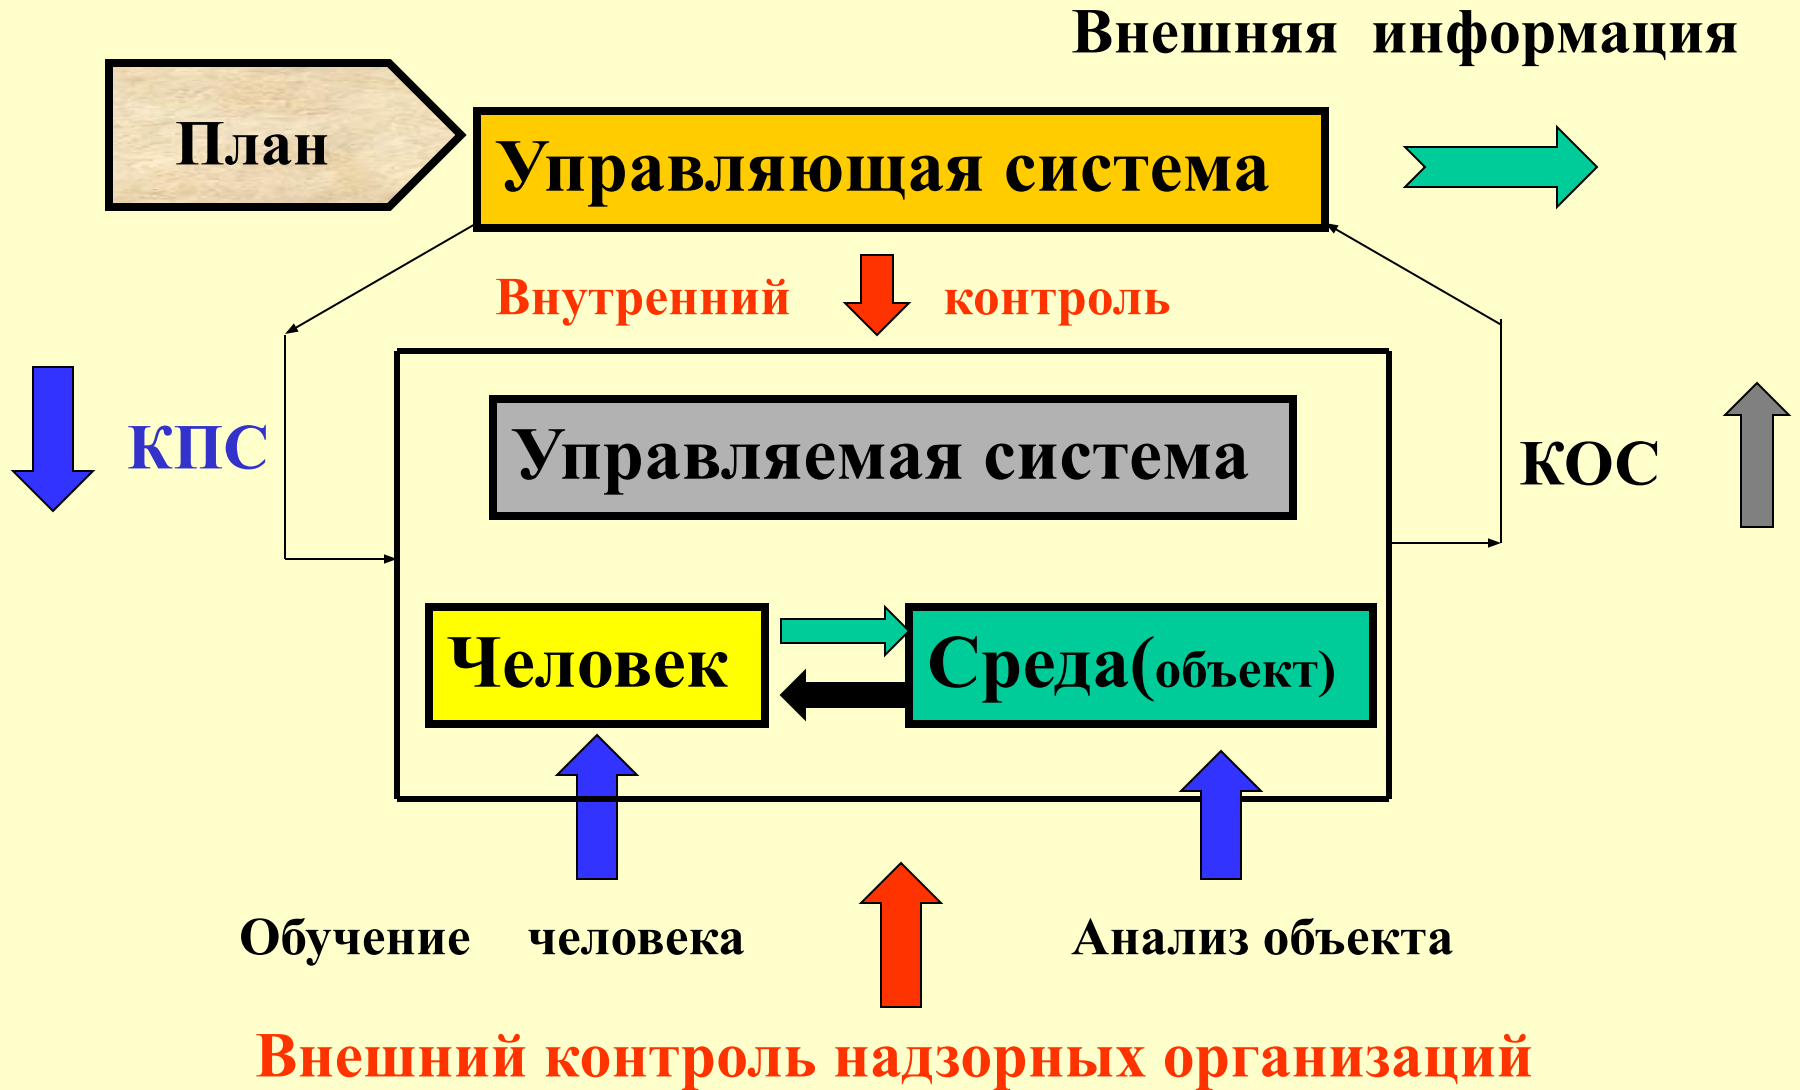 Внешняя информация
План
Управляющая система
Внутренний контроль
КПС
Управляемая система
КОС
Человек
Среда(объект)
Обучение человека
Анализ объекта
Внешний контроль надзорных организаций